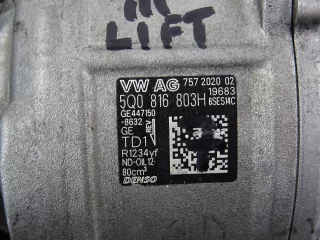 LIFT
VW AG 757 2020 02
19683
5Q0 816 803H 6SES14C
GE447150
-8632
GE REV
TD1
R1234yf
ND-OIL12
80cm³
DENSO